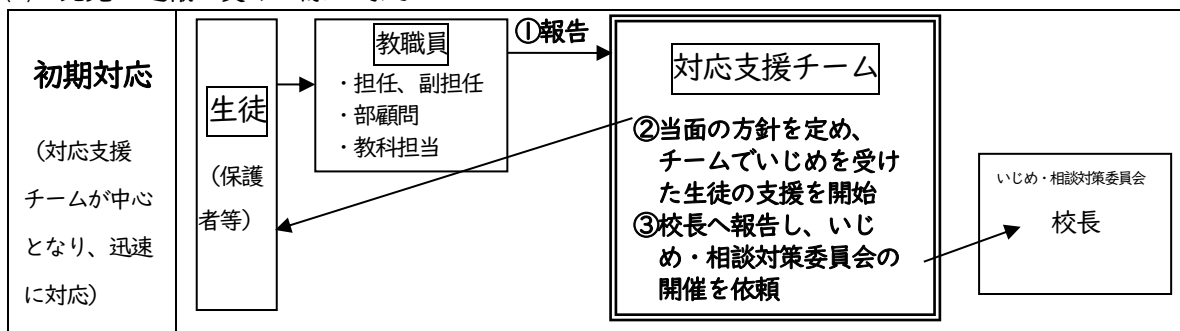 初期対応
（対応支援
チームが中心
となり、迅速
に対応）
生徒
（保護
者等）
教職員
・担任、副担任
・部顧問
・教科担当
①報告
対応支援チーム
②当面の方針を定め、
チームでいじめを受け
た生徒の支援を開始
③校長へ報告し、いじ
め・相談対策委員会の
開催を依頼
いじめ・相談対策委員会
校長